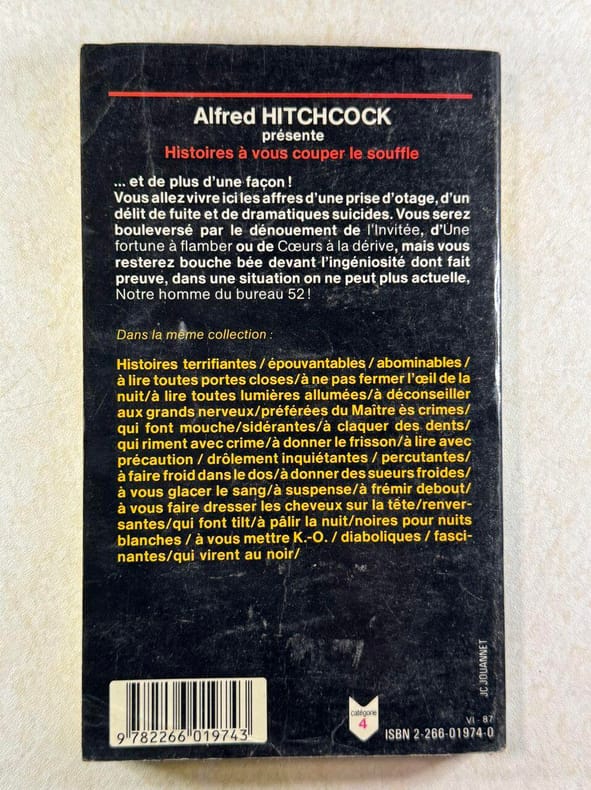 Alfred HITCHCOCK
présente
Histoires à vous couper le souffle
... et de plus d'une façon !
Vous allez vivre ici les affres d'une prise d'otage, d'un
délit de fuite et de dramatiques suicides. Vous serez
bouleversé par le dénouement de l'Invitée, d'Une
fortune à flamber ou de Cœurs à la dérive, mais vous
resterez bouche bée devant l'ingéniosité dont fait
preuve, dans une situation on ne peut plus actuelle,
Notre homme du bureau 52 !
Dans la même collection :
Histoires terrifiantes / épouvantables / abominables /
à lire toutes portes closes/à ne pas fermer l'œil de la
nuit/à lire toutes lumières allumées/à déconseiller
aux grands nerveux/préférées du Maître ès crimes/
qui font mouche/sidérantes/à claquer des dents/
qui riment avec crime/à donner le frisson/à lire avec
précaution / drôlement inquiétantes / percutantes/
à faire froid dans le dos/à donner des sueurs froides/
à vous glacer le sang/à suspense/à frémir debout/
à vous faire dresser les cheveux sur la tête/renver-
santes/qui font tilt/à pâlir la nuit/noires pour nuits
blanches / à vous mettre K.-O. / diaboliques / fasci-
nantes/qui virent au noir/
JC JOUANNET
catégorie
4
VI - 87
ISBN 2-266-01974-0
9 782266 019743